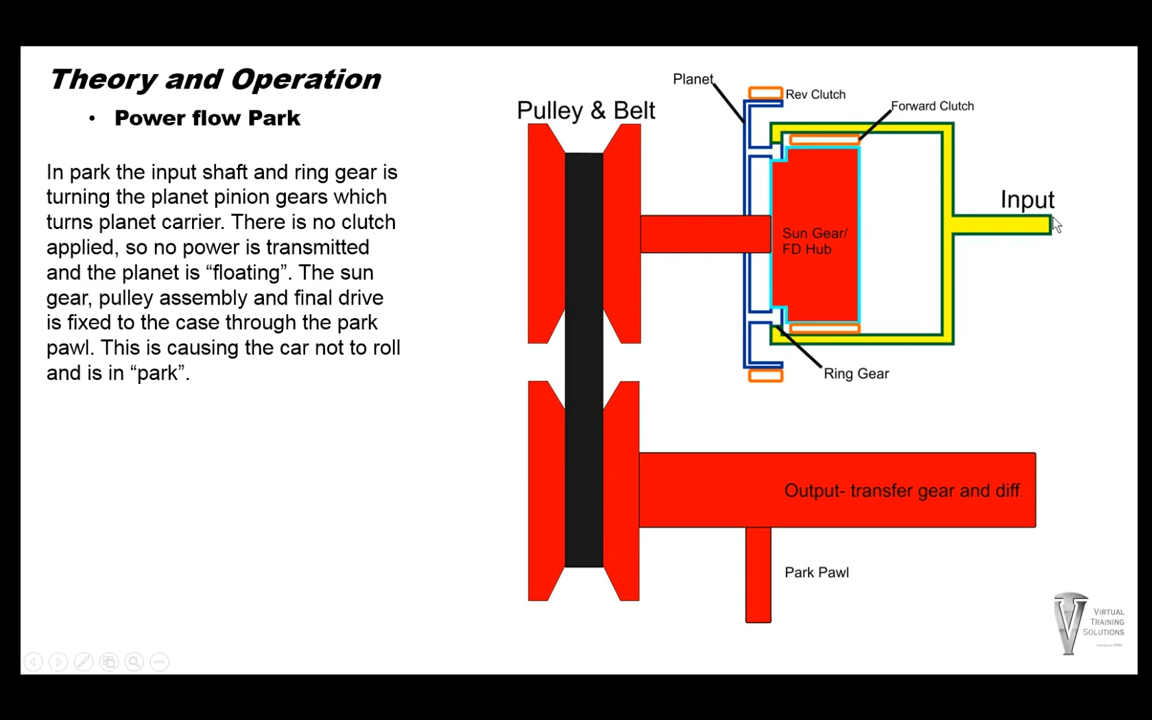 Theory and Operation
• Power flow Park
In park the input shaft and ring gear is
turning the planet pinion gears which
turns planet carrier. There is no clutch
applied, so no power is transmitted
and the planet is “floating”. The sun
gear, pulley assembly and final drive
is fixed to the case through the park
pawl. This is causing the car not to roll
and is in “park”.
Pulley & Belt
Planet
Rev Clutch
Forward Clutch
Input
Sun Gear/
FD Hub
Ring Gear
Output- transfer gear and diff.
Park Pawl
VIRTUAL
TRAINING
SOLUTIONS